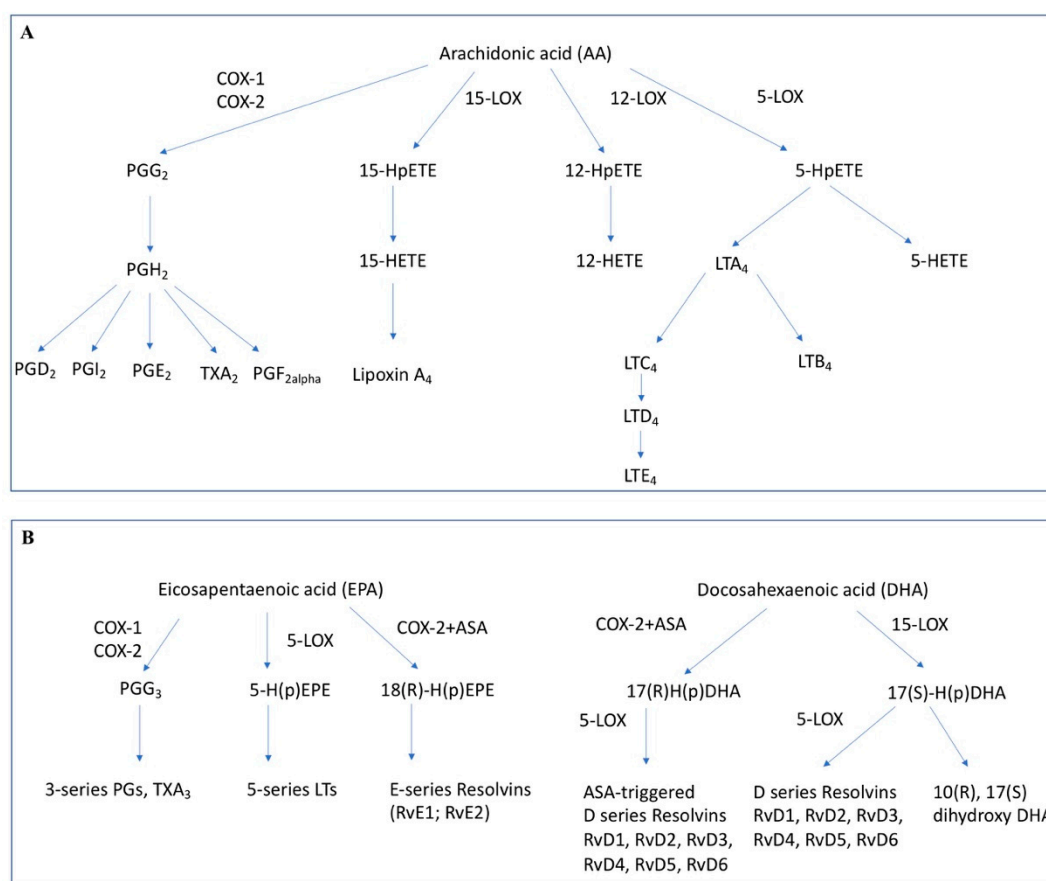 A
Arachidonic acid (AA)
COX-1
COX-2
15-LOX
12-LOX
5-LOX
PGG₂
15-HpETE
12-HpETE
5-HpETE
PGH₂
15-HETE
12-HETE
LTA₄
5-HETE
PGD₂
PGI₂
PGE₂
TXA₂
PGF₂alpha
Lipoxin A₄
LTC₄
LTB₄
LTD₄
LTE₄
B
Eicosapentaenoic acid (EPA)
COX-1
COX-2
5-LOX
COX-2+ASA
PGG₃
5-H(p)EPE
18(R)-H(p)EPE
3-series PGs, TXA₃
5-series LTs
E-series Resolvins
(RvE1; RvE2)
Docosahexaenoic acid (DHA)
COX-2+ASA
15-LOX
17(R)H(p)DHA
17(S)-H(p)DHA
5-LOX
5-LOX
ASA-triggered
D series Resolvins
RvD1, RvD2, RvD3,
RvD4, RvD5, RvD6
D series Resolvins
RvD1, RvD2, RvD3,
RvD4, RvD5, RvD6
10(R), 17(S)
dihydroxy DHA